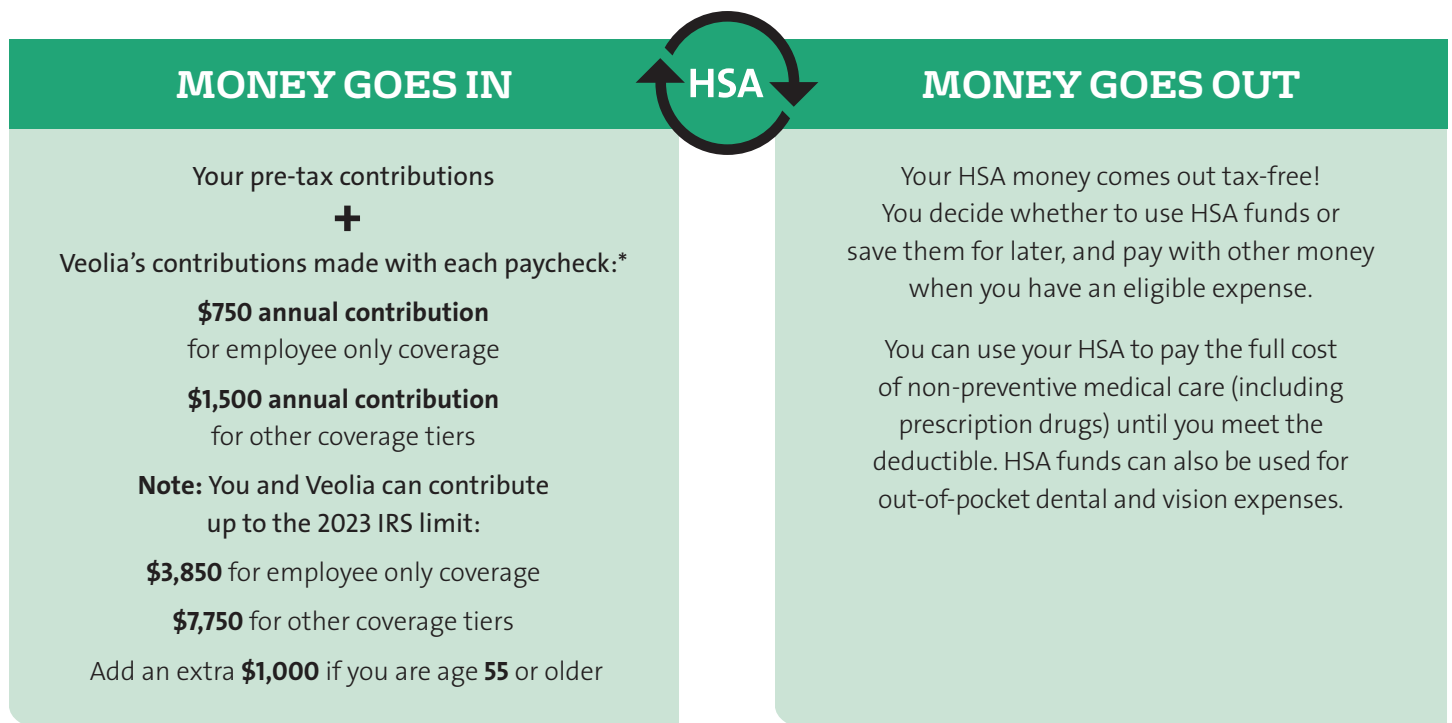 MONEY GOES IN
HSA
MONEY GOES OUT
Your pre-tax contributions
+
Veolia's contributions made with each paycheck:*
$750 annual contribution
for employee only coverage
$1,500 annual contribution
for other coverage tiers
Note: You and Veolia can contribute
up to the 2023 IRS limit:
$3,850 for employee only coverage
$7,750 for other coverage tiers
Add an extra $1,000 if you are age 55 or older
Your HSA money comes out tax-free!
You decide whether to use HSA funds or
save them for later, and pay with other money
when you have an eligible expense.
You can use your HSA to pay the full cost
of non-preventive medical care (including
prescription drugs) until you meet the
deductible. HSA funds can also be used for
out-of-pocket dental and vision expenses.